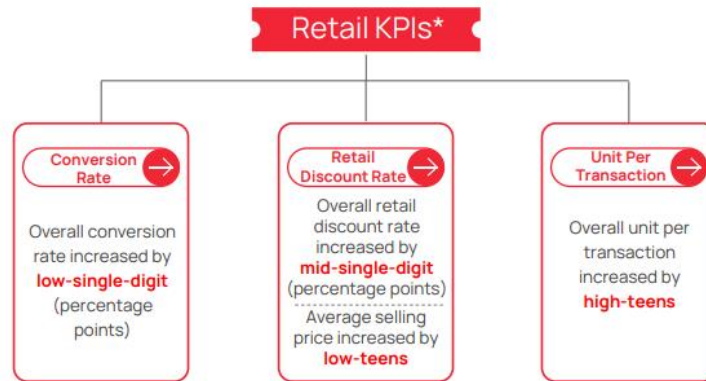 Retail KPIs*
Conversion
Rate
Overall conversion
rate increased by
low-single-digit
(percentage
points)
Retail
Discount Rate
Overall retail
discount rate
increased by
mid-single-digit
(percentage points)
Average selling
price increased by
low-teens
Unit Per
Transaction
Overall unit per
transaction
increased by
high-teens